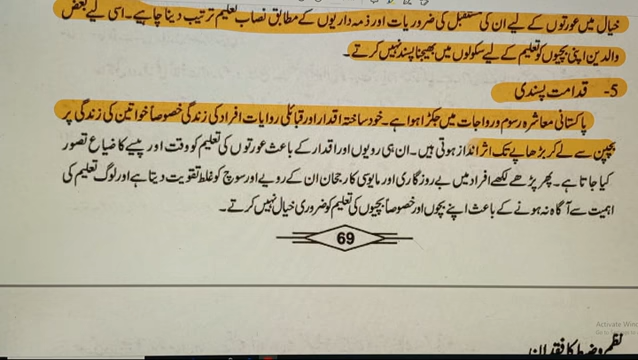 خیال میں عورتوں کے لیے ان کی مستقبل کی ضروریات اور ذمہ داریوں کے مطابق نصاب تعلیم ترتیب دینا چاہیے۔ اسی لیے بعض
والدین اپنی بچیوں کو تعلیم کے لیے سکولوں میں بھیجنا پسند نہیں کرتے۔
5- قدامت پسندی
پاکستانی معاشرہ رسوم و رواجات میں جکڑا ہوا ہے۔ خود ساختہ اقدار اور قبائلی روایات افراد کی زندگی خصوصاً خواتین کی زندگی پر
بچپن سے لے کر بڑھاپے تک اثر انداز ہوتی ہیں۔ ان ہی رویوں اور اقدار کے باعث عورتوں کی تعلیم کو وقت اور پیسے کا ضیاع تصور
کیا جاتا ہے۔ پھر پڑھے لکھے افراد میں بے روزگاری اور مایوسی کا رجحان ان کے رویے اور سوچ کو غلط تقویت دیتا ہے اور لوگ تعلیم کی
اہمیت سے آگاہ نہ ہونے کے باعث اپنے بچوں اور خصوصاً بچیوں کی تعلیم کو ضروری خیال نہیں کرتے۔
69
Activate Win
نظم و ضبط کا فقدان